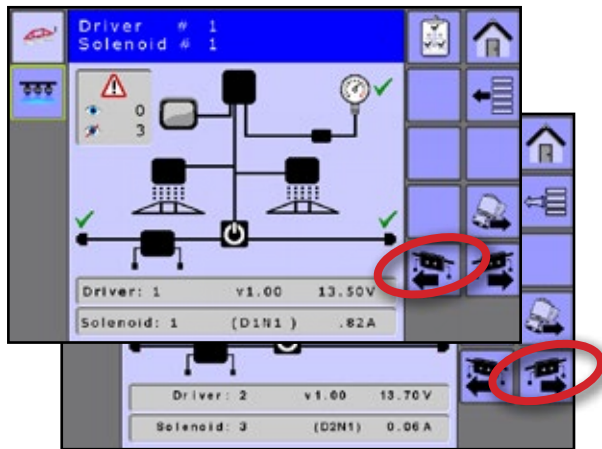 Driver # 1
Solenoid # 1
0
3
Driver: 1 v1.00 13.50V
Solenoid: 1 (D1N1 ) .82A
Driver: 2 v1.00 13.70V
Solenoid: 3 (D2N1) 0.06A